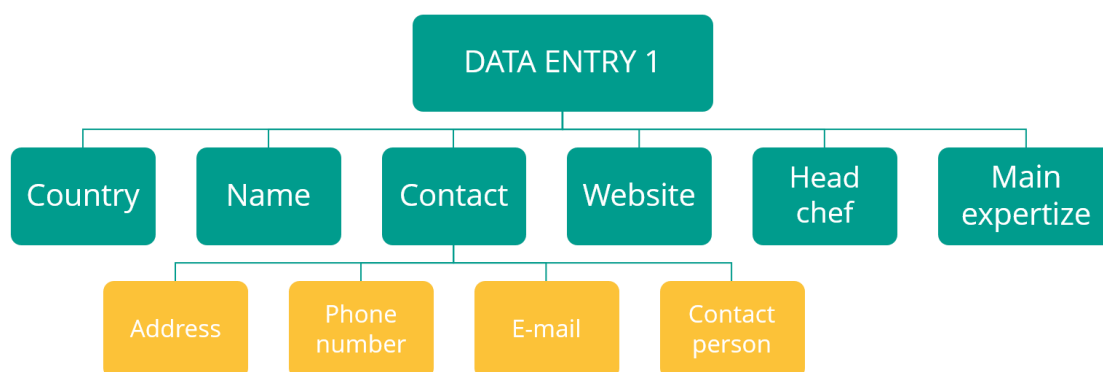 DATA ENTRY 1
Country
Name
Contact
Website
Head
chef
Main
expertize
Address
Phone
number
E-mail
Contact
person